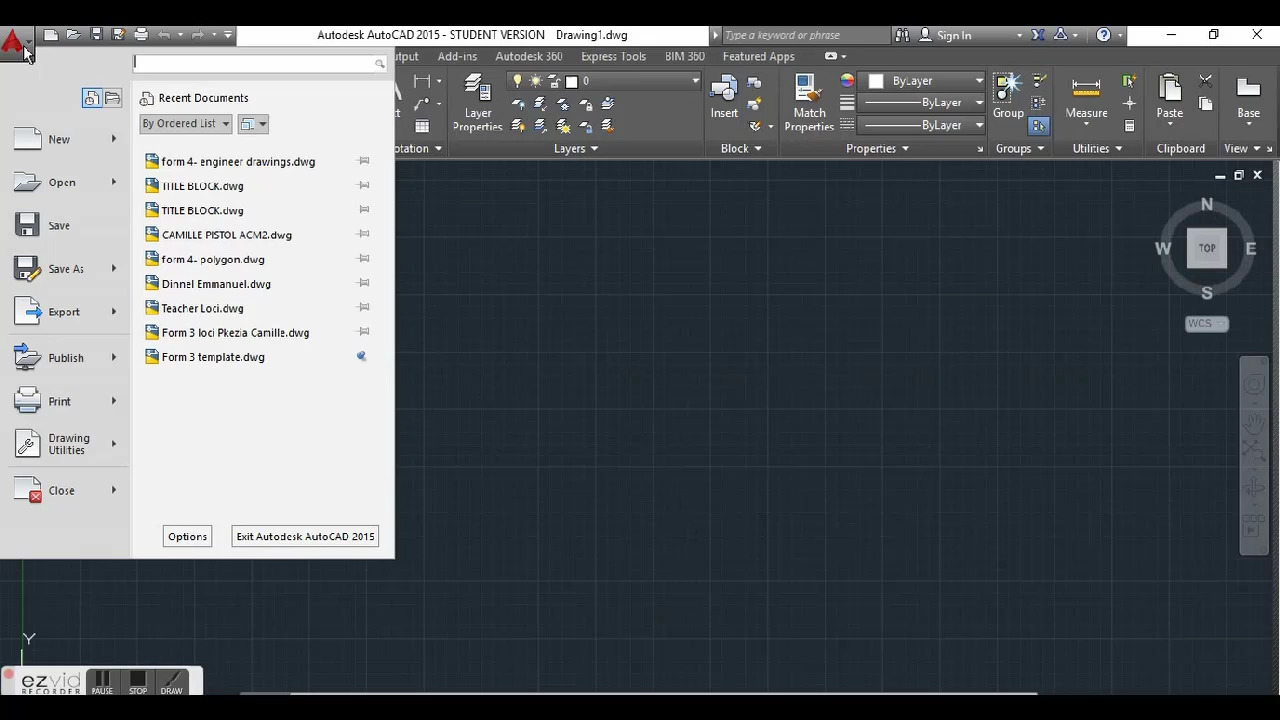 Autodesk AutoCAD 2015 - STUDENT VERSION Drawing1.dwg
Type a keyword or phrase
Sign In
Output
Add-ins
Autodesk 360
Express Tools
BIM 360
Featured Apps
Recent Documents
By Ordered List
New
Open
Save
Save As
Export
Publish
Print
Drawing
Utilities
Close
form 4- engineer drawings.dwg
TITLE BLOCK.dwg
TITLE BLOCK.dwg
CAMILLE PISTOL ACM2.dwg
form 4- polygon.dwg
Dinnel Emmanuel.dwg
Teacher Loci.dwg
Form 3 loci Pkezia Camille.dwg
Form 3 template.dwg
Options
Exit Autodesk AutoCAD 2015
Layer
Properties
0
Layers
Insert
Block
Match
Properties
ByLayer
ByLayer
ByLayer
Properties
Group
Groups
Measure
Utilities
Paste
Clipboard
Base
View
N
W
TOP
E
S
WCS
Y
ezvid
RECORDER
PAUSE
STOP
DRAW